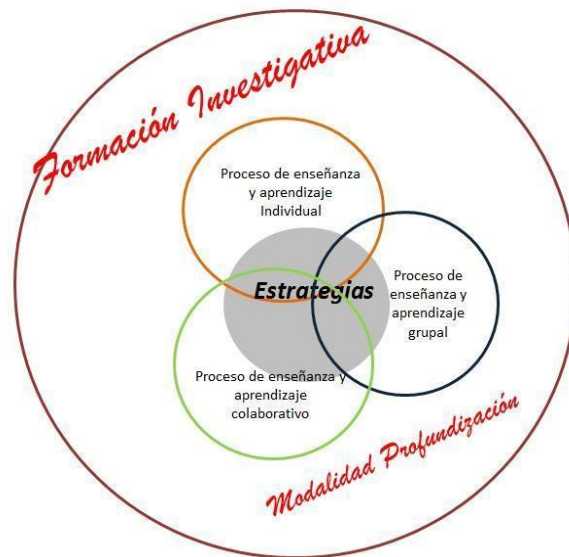 Formación Investigativa
Proceso de enseñanza
y aprendizaje
Individual
Estrategias
Proceso de
enseñanza y
aprendizaje
grupal
Proceso de enseñanza y
aprendizaje
colaborativo
Modalidad Profundización